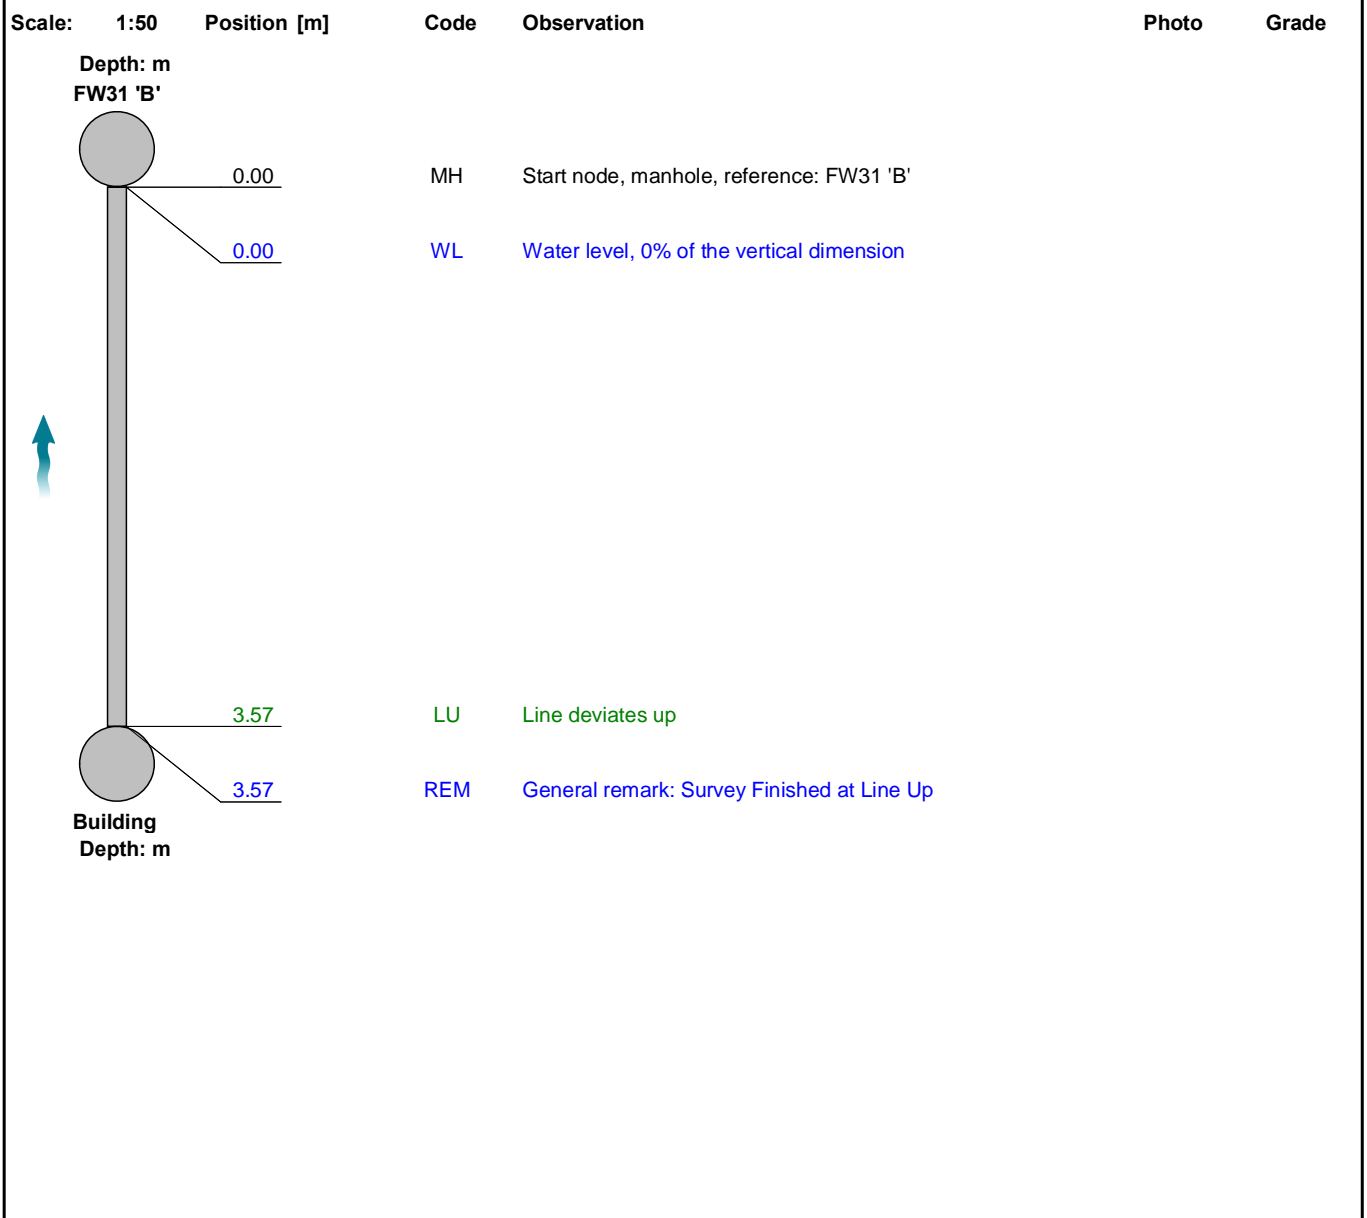 Scale: 1:50 Position [m] Code Observation Photo Grade
Depth: m
FW31 'B'
0.00 MH Start node, manhole, reference: FW31 'B'
0.00 WL Water level, 0% of the vertical dimension
3.57 LU Line deviates up
3.57 REM General remark: Survey Finished at Line Up
Building
Depth: m